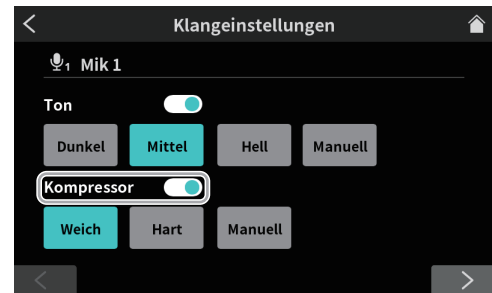 Klangeinstellungen
1 Mik 1
Ton
Dunkel Mittel Hell Manuell
Kompressor
Weich Hart Manuell